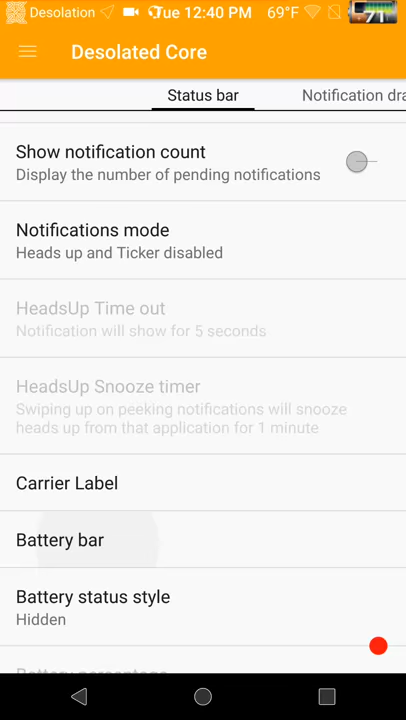 Desolation Tue 12:40 PM 69°F 71
Desolated Core
Status bar Notification dra
Show notification count
Display the number of pending notifications
Notifications mode
Heads up and Ticker disabled
HeadsUp Time out
Notification will show for 5 seconds
HeadsUp Snooze timer
Swiping up on peeking notifications will snooze
heads up from that application for 1 minute
Carrier Label
Battery bar
Battery status style
Hidden
Battery percentage